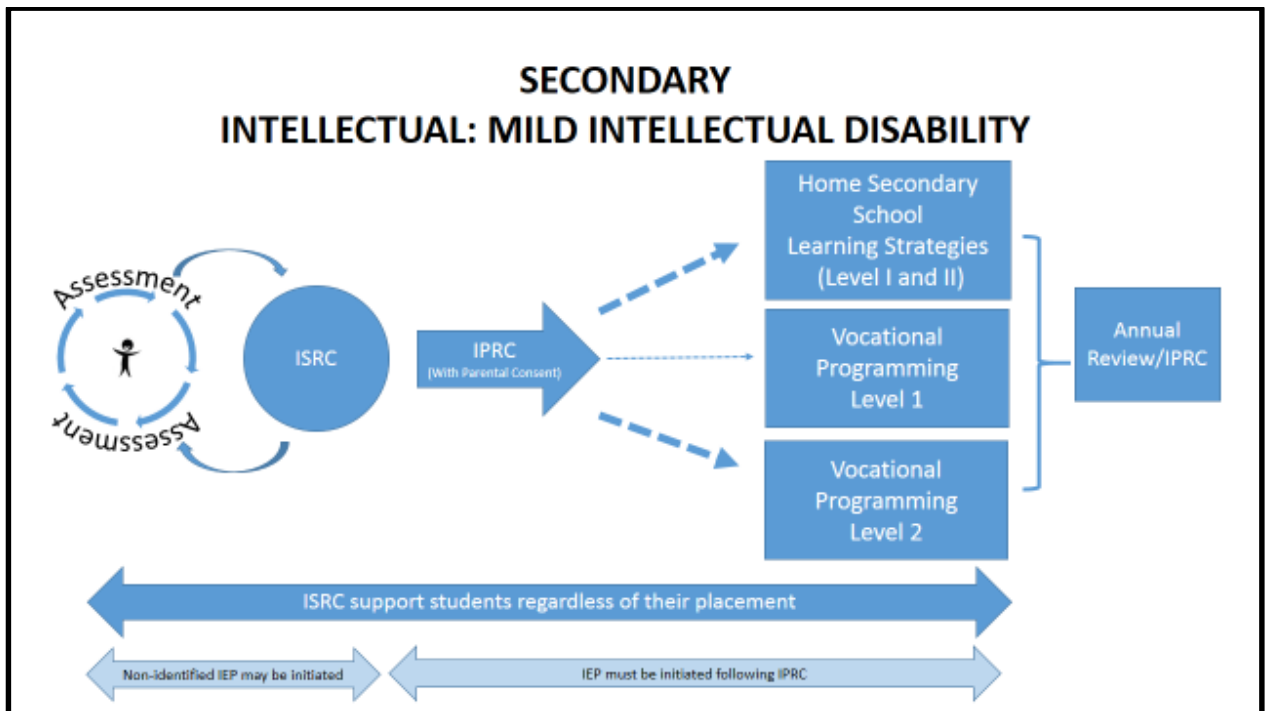 SECONDARY
INTELLECTUAL: MILD INTELLECTUAL DISABILITY
Assessment
Assessment
ISRC
IPRC
(With Parental Consent)
Home Secondary
School
Learning Strategies
(Level I and II)
Vocational
Programming
Level 1
Vocational
Programming
Level 2
Annual
Review/IPRC
ISRC support students regardless of their placement
Non-identified IEP may be initiated
IEP must be initiated following IPRC